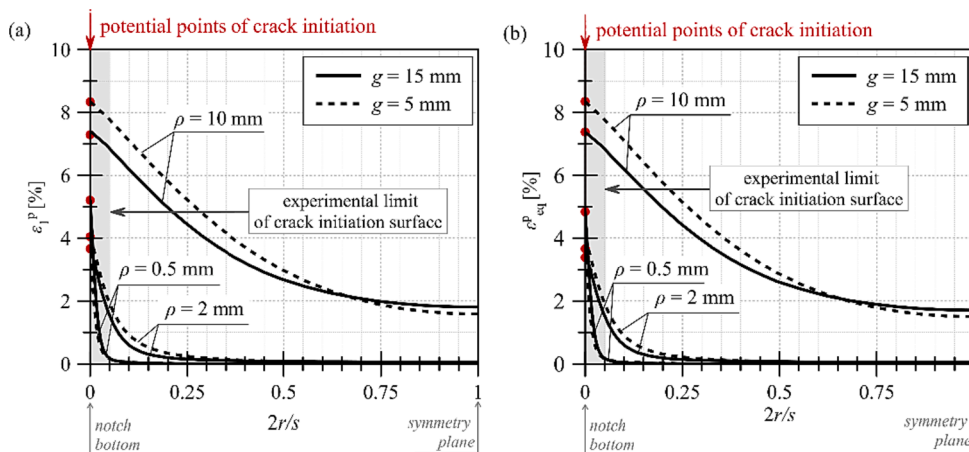 (a)
potential points of crack initiation
10
8
6
4
2
0
ε₁ᵖ [%]
g = 15 mm
g = 5 mm
ρ = 10 mm
experimental limit
of crack initiation surface
ρ = 0.5 mm
ρ = 2 mm
0 0.25 0.5 0.75 1
2r/s
notch
bottom
symmetry
plane
(b)
potential points of crack initiation
10
8
6
4
2
0
εᵖeq [%]
g = 15 mm
g = 5 mm
ρ = 10 mm
experimental limit
of crack initiation surface
ρ = 0.5 mm
ρ = 2 mm
0 0.25 0.5 0.75
2r/s
notch
bottom
symmetry
plane